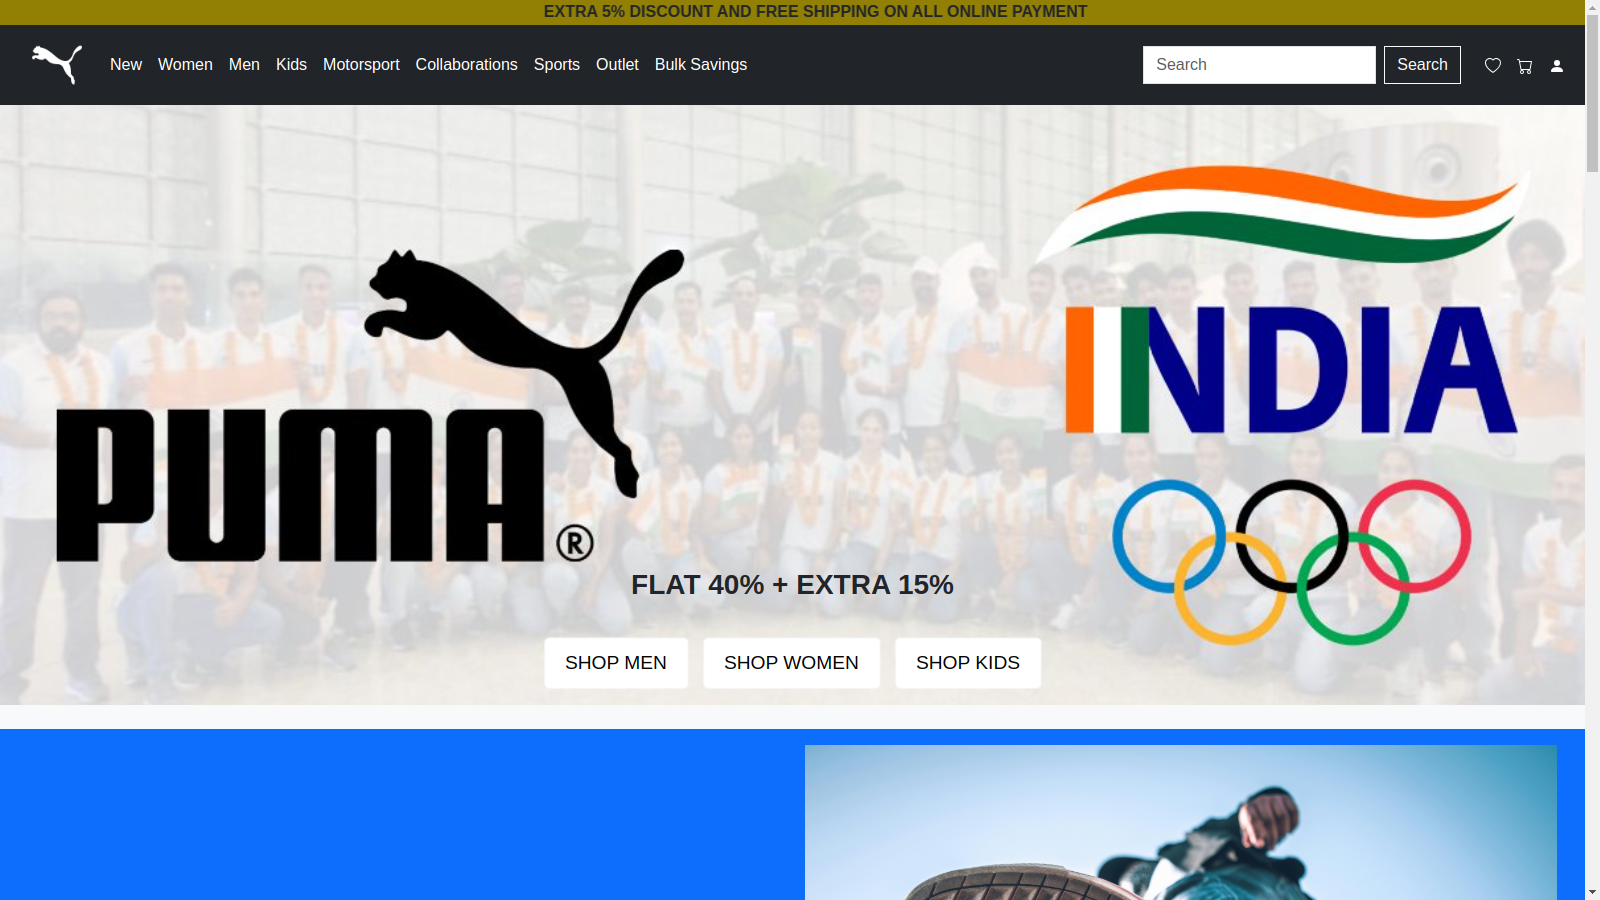 EXTRA 5% DISCOUNT AND FREE SHIPPING ON ALL ONLINE PAYMENT
New Women Men Kids Motorsport Collaborations Sports Outlet Bulk Savings Search Search
INDIA
PUMA®
FLAT 40% + EXTRA 15%
SHOP MEN SHOP WOMEN SHOP KIDS